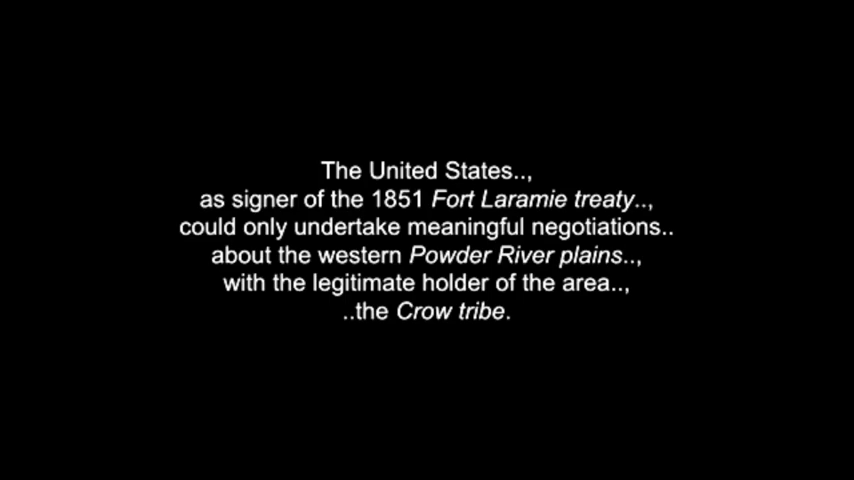 The United States..,
as signer of the 1851 Fort Laramie treaty..,
could only undertake meaningful negotiations..
about the western Powder River plains..,
with the legitimate holder of the area..,
..the Crow tribe.